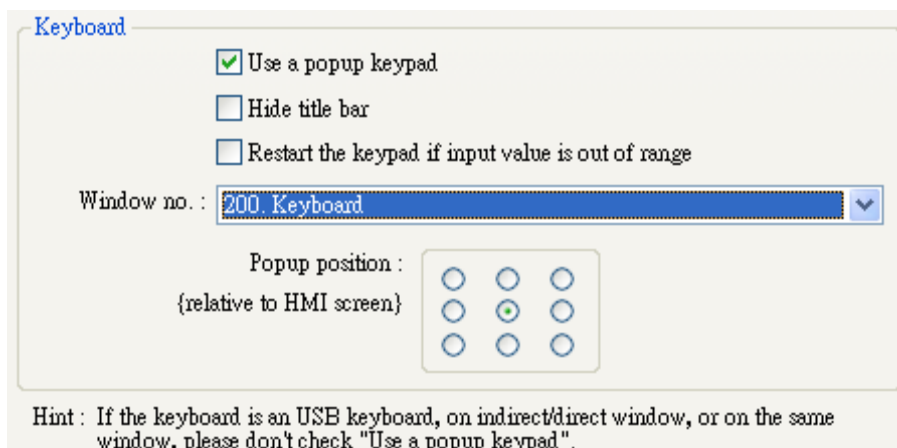 Keyboard
Use a popup keypad
Hide title bar
Restart the keypad if input value is out of range
Window no. : 200. Keyboard
Popup position :
{relative to HMI screen}
Hint : If the keyboard is an USB keyboard, on indirect/direct window, or on the same
window, please don't check "Use a popup keypad".